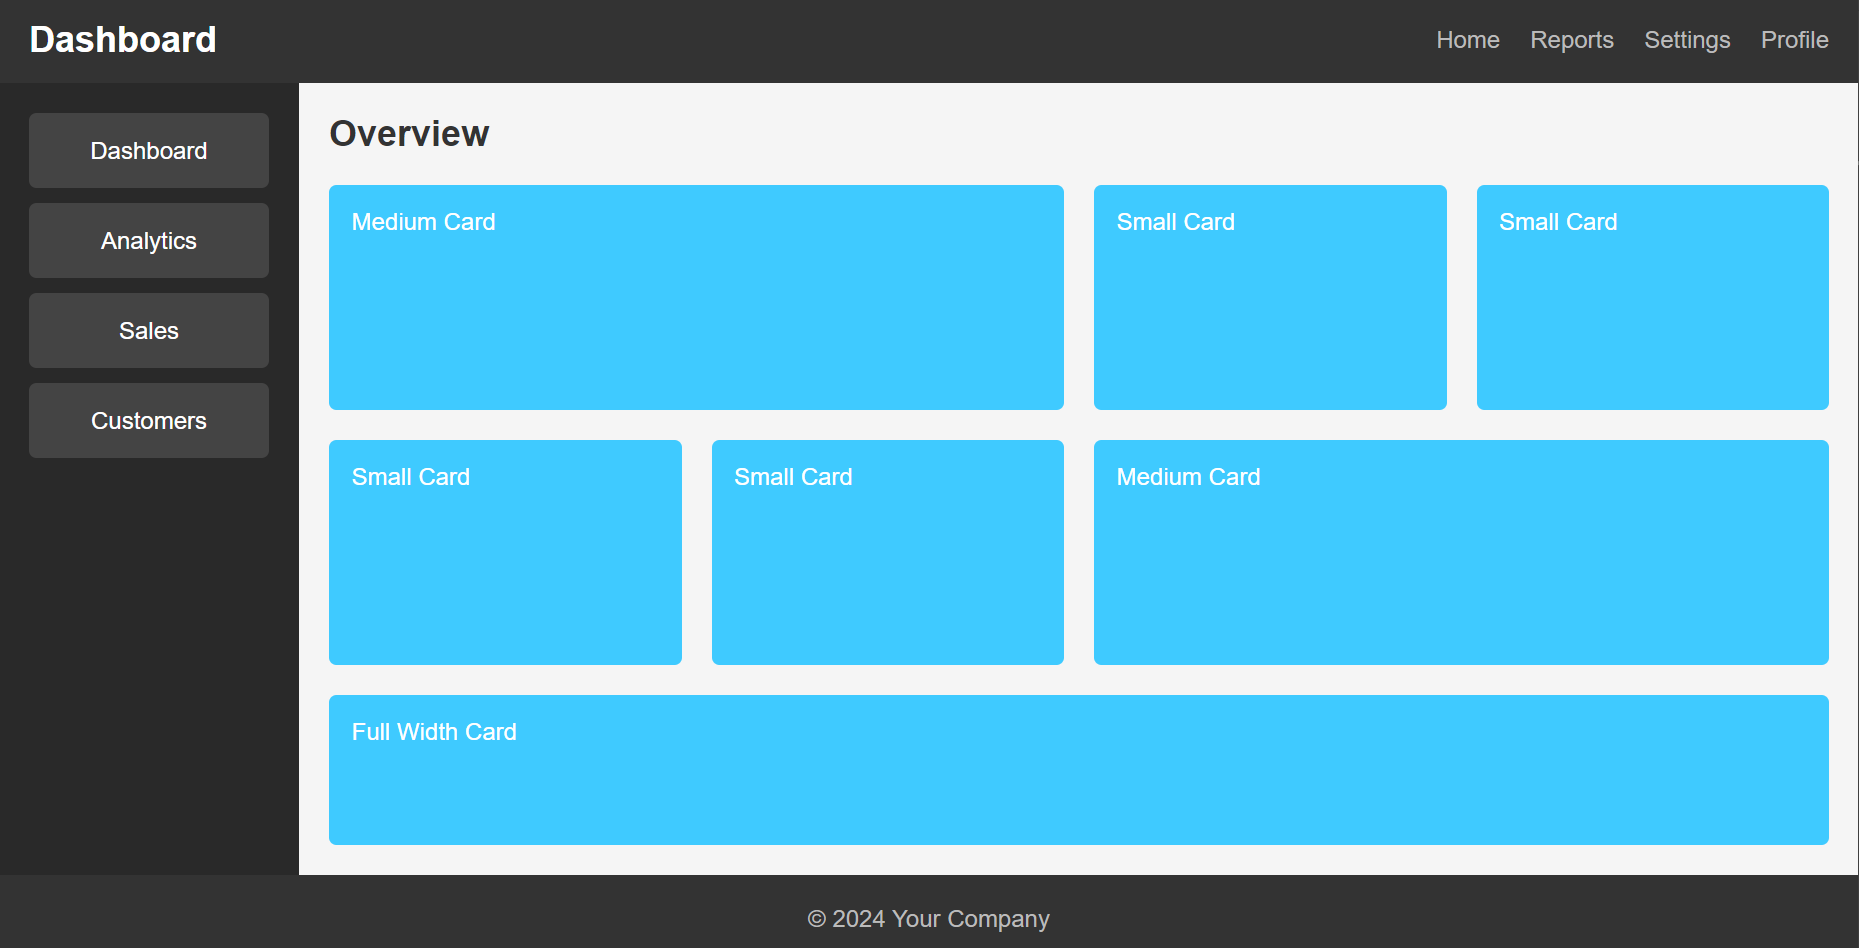 Dashboard
Home Reports Settings Profile
Dashboard
Analytics
Sales
Customers
Overview
Medium Card
Small Card
Small Card
Small Card
Small Card
Medium Card
Full Width Card
© 2024 Your Company